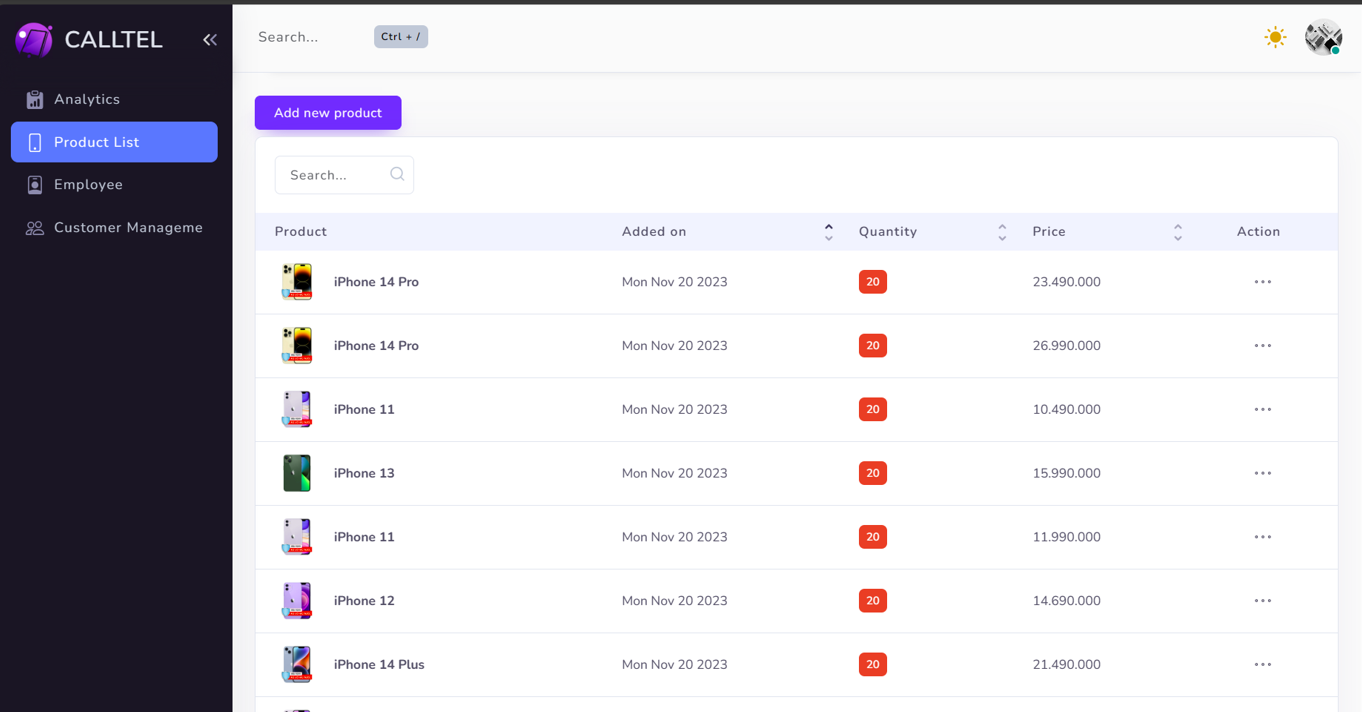 CALLTEL
Search...
Ctrl + /
Analytics
Product List
Employee
Customer Manageme
Add new product
Search...
Product Added on Quantity Price Action
iPhone 14 Pro Mon Nov 20 2023 20 23.490.000
iPhone 14 Pro Mon Nov 20 2023 20 26.990.000
iPhone 11 Mon Nov 20 2023 20 10.490.000
iPhone 13 Mon Nov 20 2023 20 15.990.000
iPhone 11 Mon Nov 20 2023 20 11.990.000
iPhone 12 Mon Nov 20 2023 20 14.690.000
iPhone 14 Plus Mon Nov 20 2023 20 21.490.000